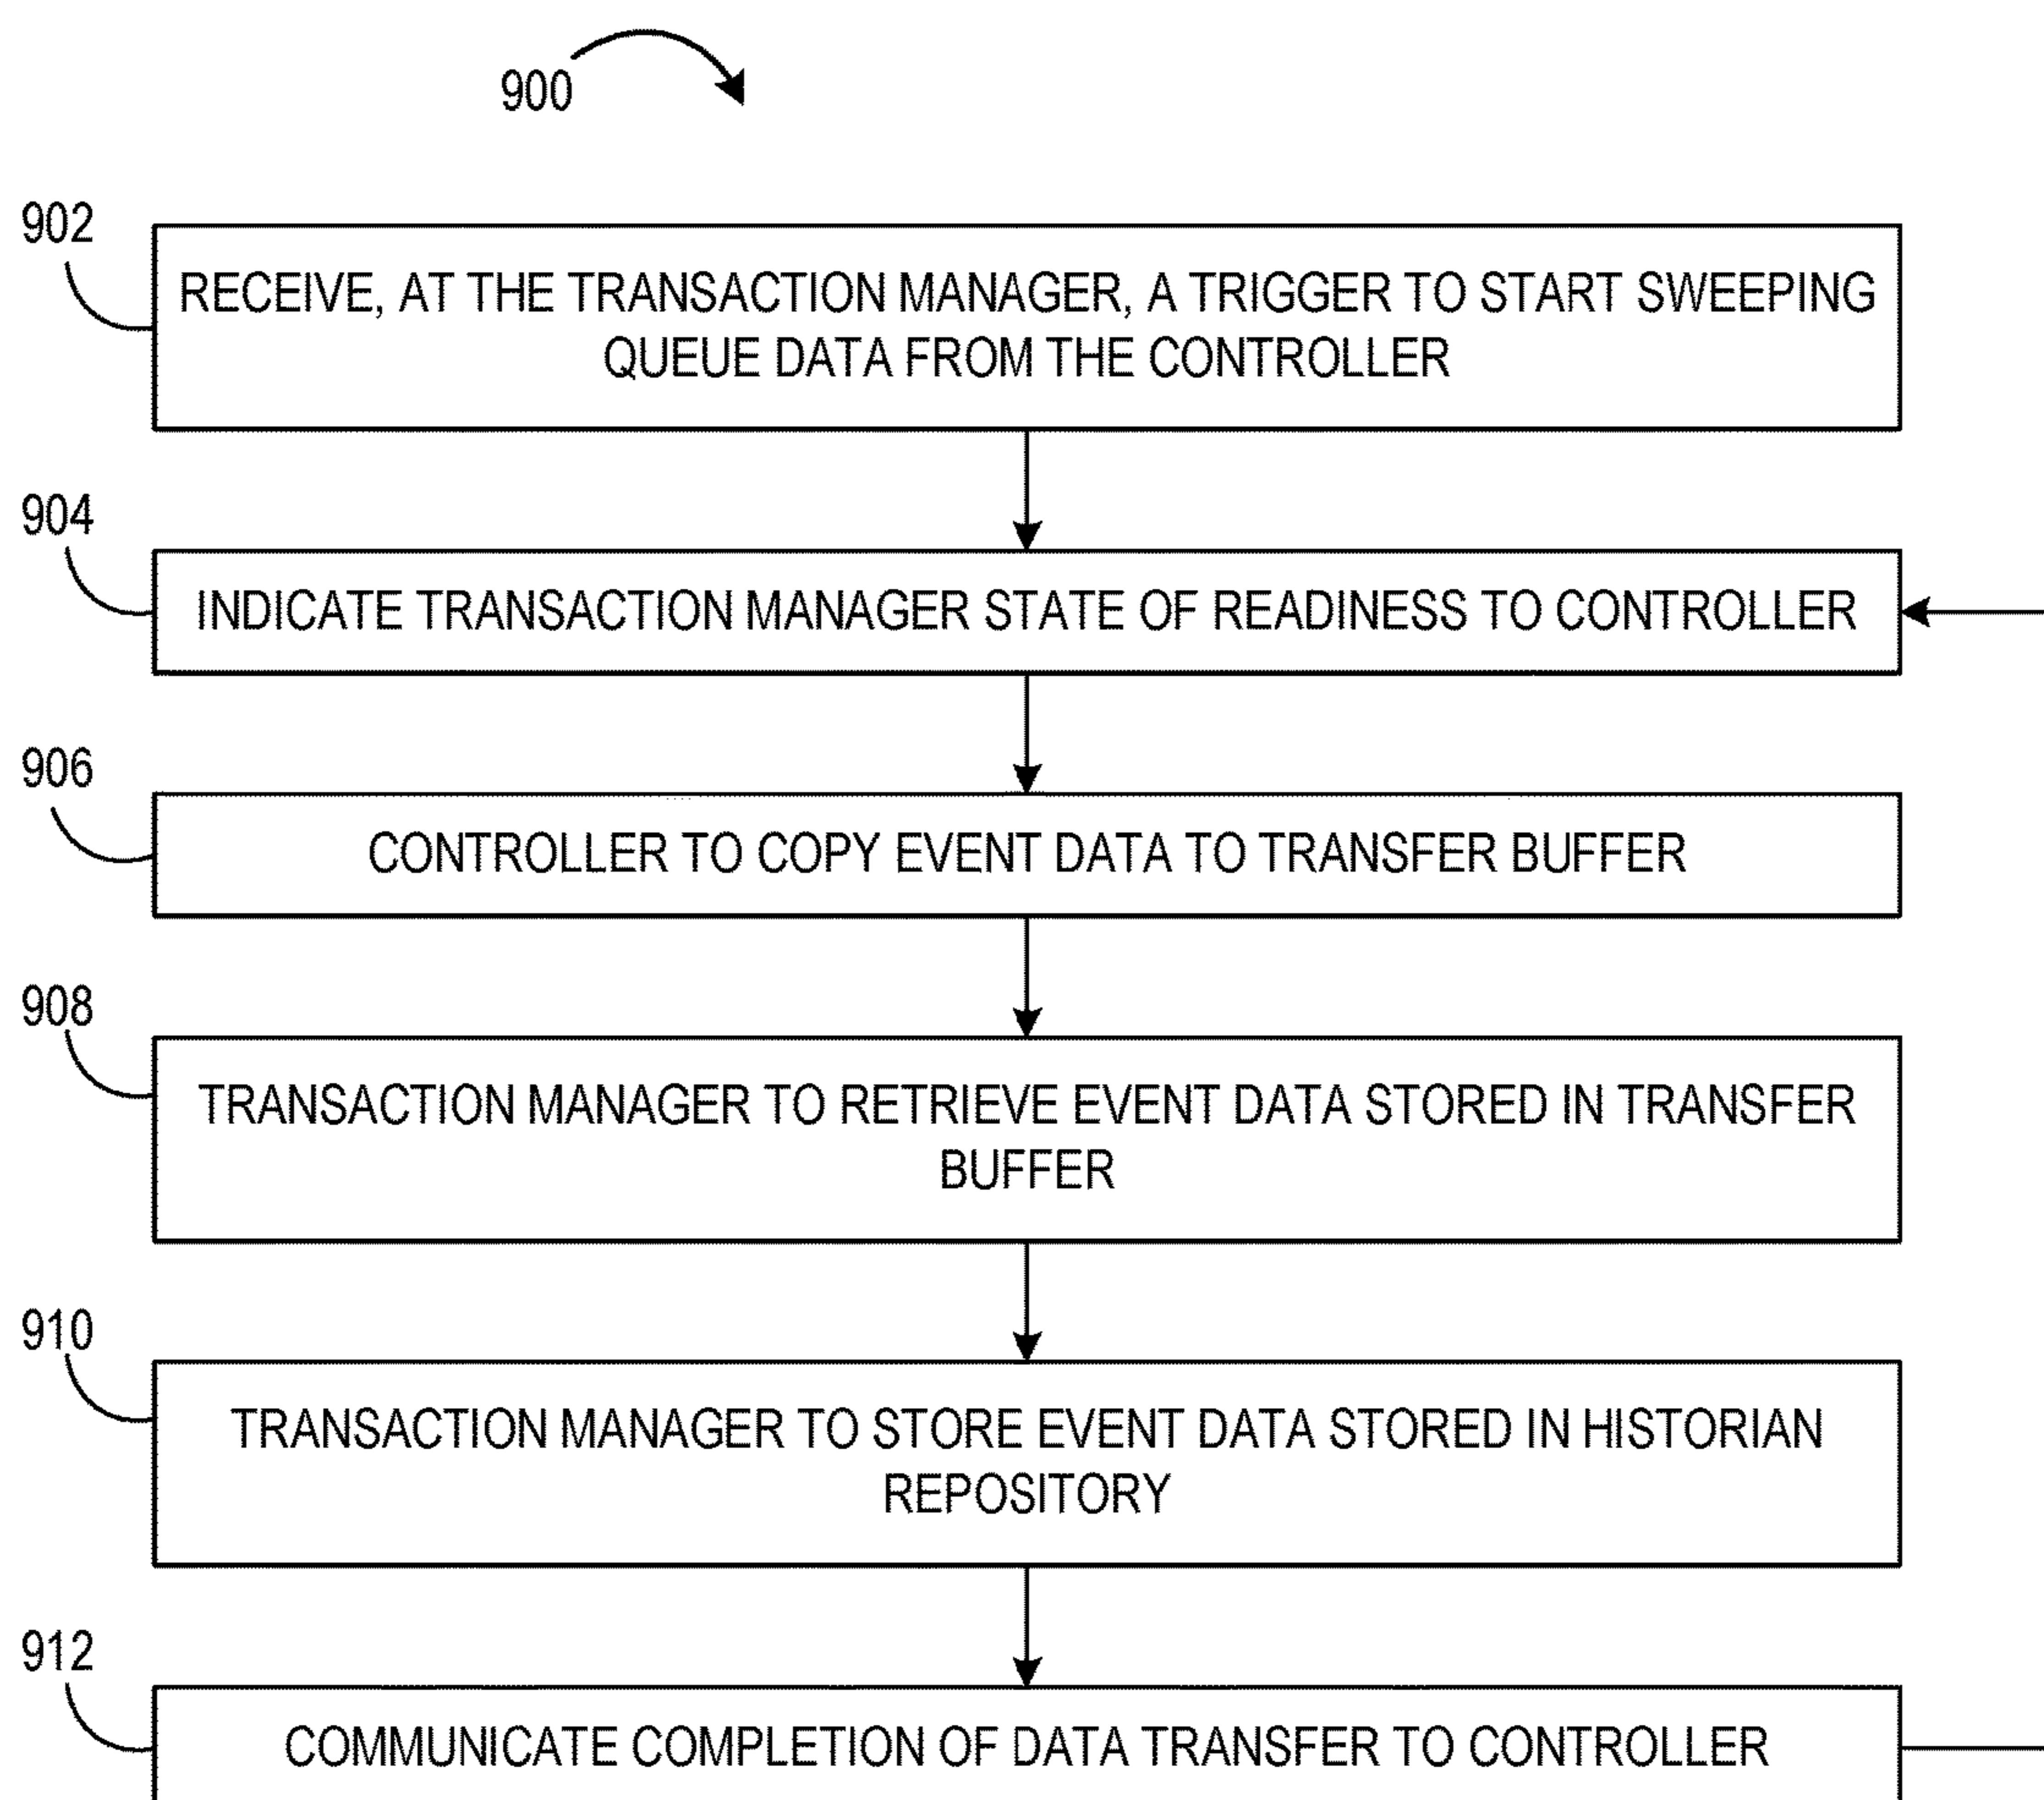 900
902
RECEIVE, AT THE TRANSACTION MANAGER, A TRIGGER TO START SWEEPING
QUEUE DATA FROM THE CONTROLLER
904
INDICATE TRANSACTION MANAGER STATE OF READINESS TO CONTROLLER
906
CONTROLLER TO COPY EVENT DATA TO TRANSFER BUFFER
908
TRANSACTION MANAGER TO RETRIEVE EVENT DATA STORED IN TRANSFER
BUFFER
910
TRANSACTION MANAGER TO STORE EVENT DATA STORED IN HISTORIAN
REPOSITORY
912
COMMUNICATE COMPLETION OF DATA TRANSFER TO CONTROLLER